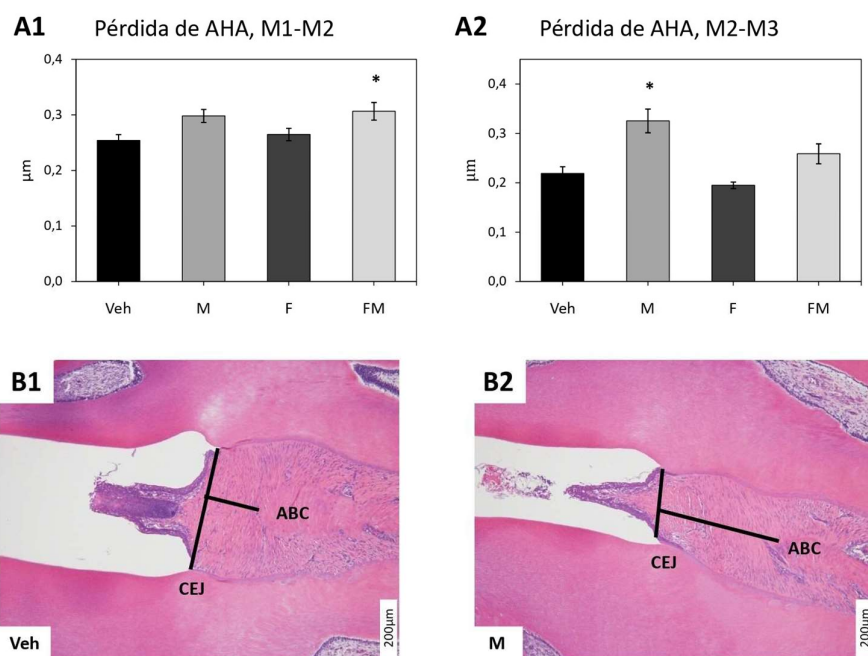 A1 Pérdida de AHA, M1-M2
0,4
0,3
0,2
0,1
0,0
µm
*
Veh M F FM
A2 Pérdida de AHA, M2-M3
0,4
0,3
0,2
0,1
0,0
µm
*
Veh M F FM
B1
ABC
CEJ
200µm
Veh
B2
ABC
CEJ
200µm
M